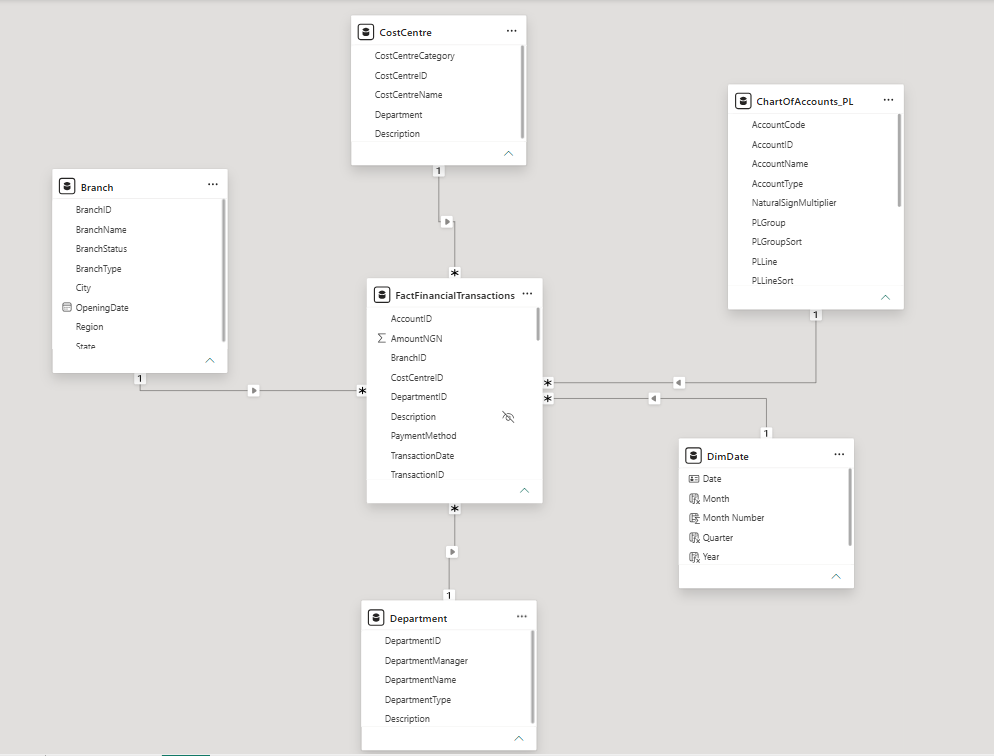 CostCentre
CostCentreCategory
CostCentreID
CostCentreName
Department
Description
1
ChartOfAccounts_PL
AccountCode
AccountID
AccountName
AccountType
NaturalSignMultiplier
PLGroup
PLGroupSort
PLLine
PLLineSort
1
Branch
BranchID
BranchName
BranchStatus
BranchType
City
OpeningDate
Region
State
1
*
FactFinancialTransactions
AccountID
Σ AmountNGN
BranchID
CostCentreID
DepartmentID
Description
PaymentMethod
TransactionDate
TransactionID
*
*
*
*
1
DimDate
Date
Month
Month Number
Quarter
Year
1
Department
DepartmentID
DepartmentManager
DepartmentName
DepartmentType
Description